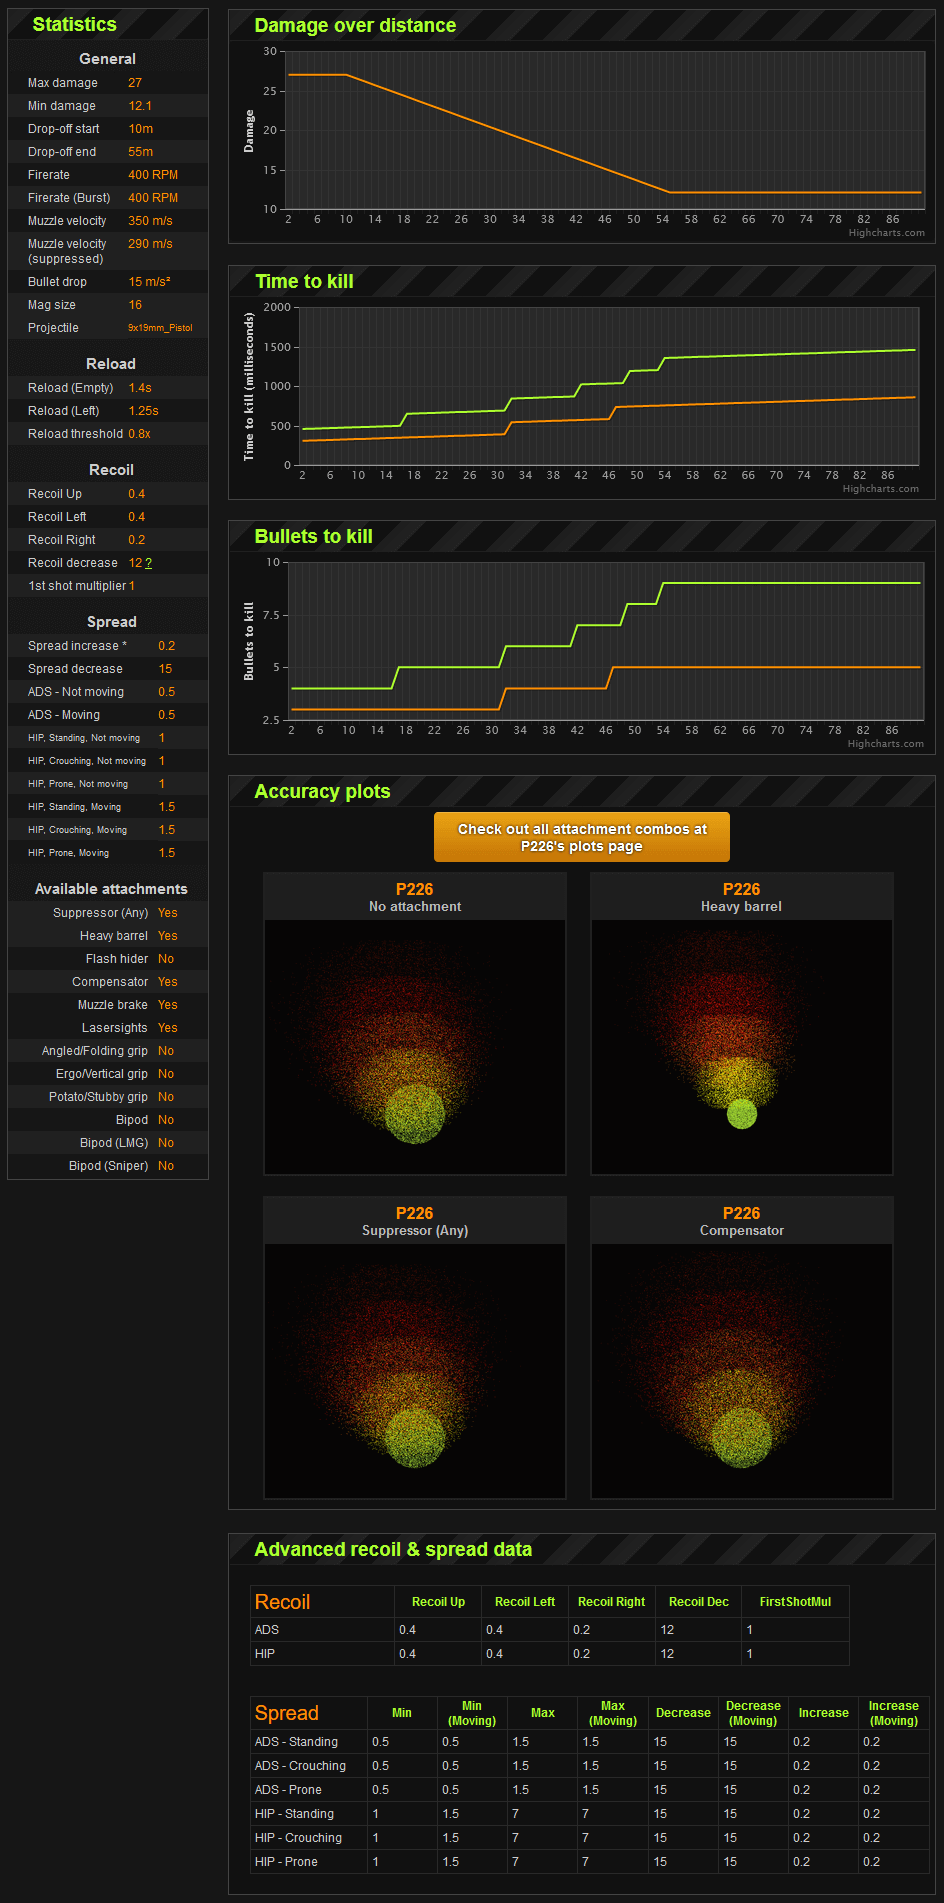 Statistics
General
Max damage 27
Min damage 12.1
Drop-off start 10m
Drop-off end 55m
Firerate 400 RPM
Firerate (Burst) 400 RPM
Muzzle velocity 350 m/s
Muzzle velocity 290 m/s
(suppressed)
Bullet drop 15 m/s²
Mag size 16
Projectile 9x19mm_Pistol
Reload
Reload (Empty) 1.4s
Reload (Left) 1.25s
Reload threshold 0.8x
Recoil
Recoil Up 0.4
Recoil Left 0.4
Recoil Right 0.2
Recoil decrease 12 ?
1st shot multiplier 1
Spread
Spread increase * 0.2
Spread decrease 15
ADS - Not moving 0.5
ADS - Moving 0.5
HIP, Standing, Not moving 1
HIP, Crouching, Not moving 1
HIP, Prone, Not moving 1
HIP, Standing, Moving 1.5
HIP, Crouching, Moving 1.5
HIP, Prone, Moving 1.5
Available attachments
Suppressor (Any) Yes
Heavy barrel Yes
Flash hider No
Compensator Yes
Muzzle brake Yes
Lasersights Yes
Angled/Folding grip No
Ergo/Vertical grip No
Potato/Stubby grip No
Bipod No
Bipod (LMG) No
Bipod (Sniper) No
Damage over distance
Damage
30
25
20
15
10
2 6 10 14 18 22 26 30 34 38 42 46 50 54 58 62 66 70 74 78 82 86
Highcharts.com
Time to kill
Time to kill (milliseconds)
2000
1500
1000
500
0
2 6 10 14 18 22 26 30 34 38 42 46 50 54 58 62 66 70 74 78 82 86
Highcharts.com
Bullets to kill
Bullets to kill
10
7.5
5
2.5
2 6 10 14 18 22 26 30 34 38 42 46 50 54 58 62 66 70 74 78 82 86
Highcharts.com
Accuracy plots
Check out all attachment combos at
P226's plots page
P226
No attachment
P226
Heavy barrel
P226
Suppressor (Any)
P226
Compensator
Advanced recoil & spread data
Recoil Recoil Up Recoil Left Recoil Right Recoil Dec FirstShotMul
ADS 0.4 0.4 0.2 12 1
HIP 0.4 0.4 0.2 12 1
Spread Min Min (Moving) Max Max (Moving) Decrease Decrease (Moving) Increase Increase (Moving)
ADS - Standing 0.5 0.5 1.5 1.5 15 15 0.2 0.2
ADS - Crouching 0.5 0.5 1.5 1.5 15 15 0.2 0.2
ADS - Prone 0.5 0.5 1.5 1.5 15 15 0.2 0.2
HIP - Standing 1 1.5 7 7 15 15 0.2 0.2
HIP - Crouching 1 1.5 7 7 15 15 0.2 0.2
HIP - Prone 1 1.5 7 7 15 15 0.2 0.2